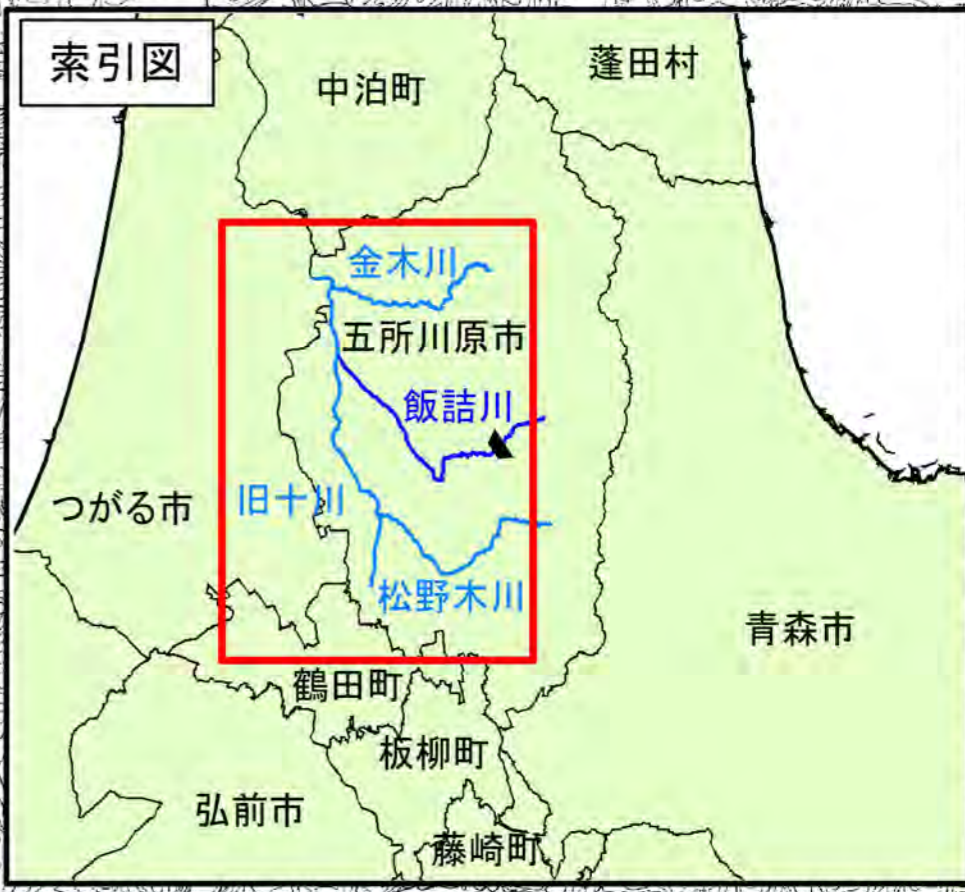 索引図
中泊町
蓬田村
金木川
五所川原市
飯詰川
つがる市
旧十川
松野木川
青森市
鶴田町
板柳町
弘前市
藤崎町